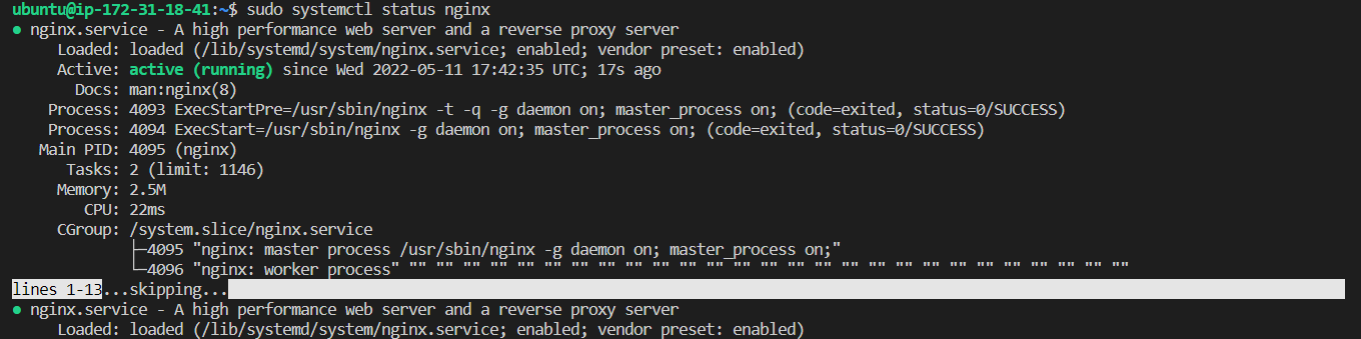 ubuntu@ip-172-31-18-41:~$ sudo systemctl status nginx
● nginx.service - A high performance web server and a reverse proxy server
     Loaded: loaded (/lib/systemd/system/nginx.service; enabled; vendor preset: enabled)
     Active: active (running) since Wed 2022-05-11 17:42:35 UTC; 17s ago
       Docs: man:nginx(8)
    Process: 4093 ExecStartPre=/usr/sbin/nginx -t -q -g daemon on; master_process on; (code=exited, status=0/SUCCESS)
    Process: 4094 ExecStart=/usr/sbin/nginx -g daemon on; master_process on; (code=exited, status=0/SUCCESS)
   Main PID: 4095 (nginx)
      Tasks: 2 (limit: 1146)
     Memory: 2.5M
        CPU: 22ms
     CGroup: /system.slice/nginx.service
             ├─4095 "nginx: master process /usr/sbin/nginx -g daemon on; master_process on;"
             └─4096 "nginx: worker process" "" "" "" "" "" "" "" "" "" "" "" "" "" "" "" "" "" "" "" "" "" "" "" "" "" "" ""
lines 1-13...skipping...
● nginx.service - A high performance web server and a reverse proxy server
     Loaded: loaded (/lib/systemd/system/nginx.service; enabled; vendor preset: enabled)